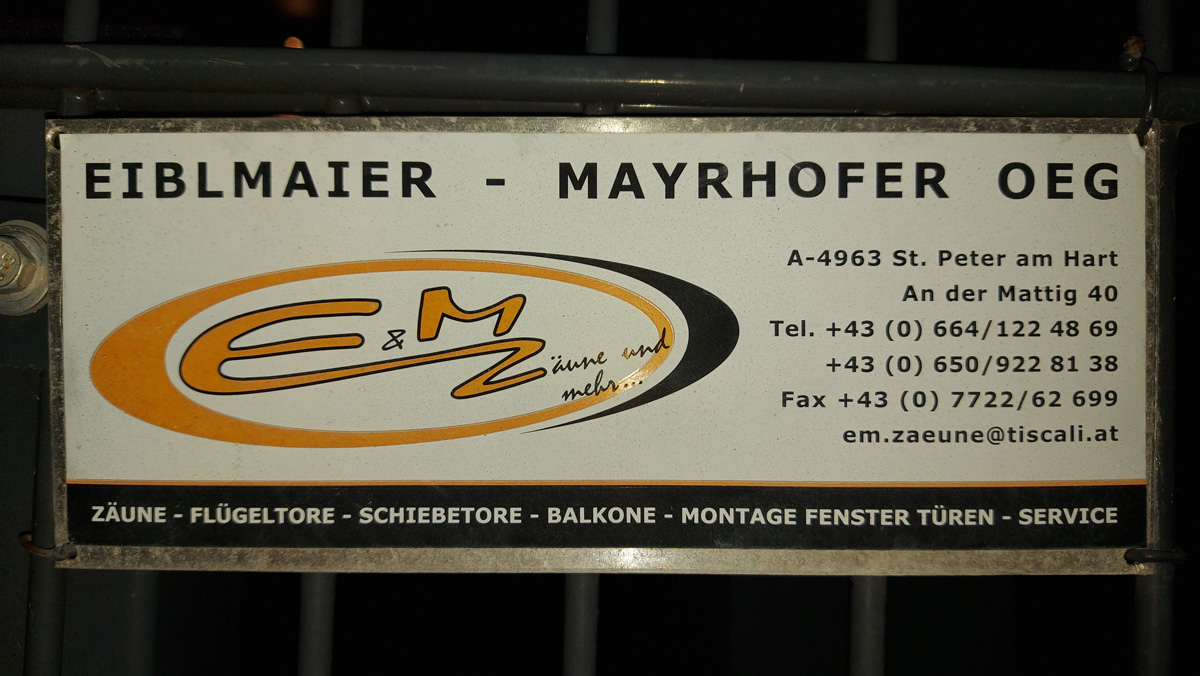 EIBLMAIER - MAYRHOFER OEG
A-4963 St. Peter am Hart
An der Mattig 40
Tel. +43 (0) 664/122 48 69
+43 (0) 650/922 81 38
Fax +43 (0) 7722/62 699
em.zaeune@tiscali.at
E & M
Zäune und
mehr...
ZÄUNE - FLÜGELTORE - SCHIEBETORE - BALKONE - MONTAGE FENSTER TÜREN - SERVICE